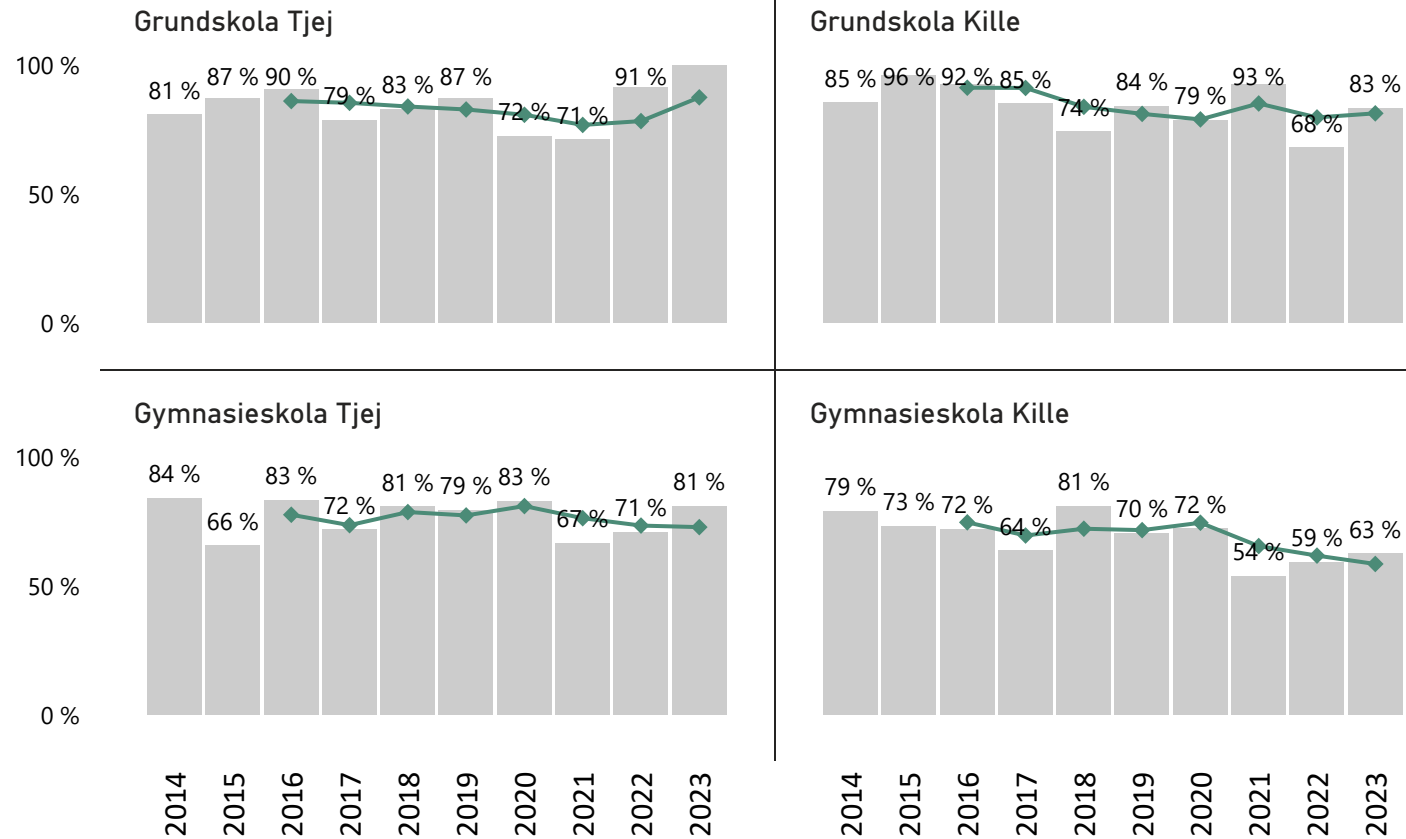 Grundskola Tjej
100 %
50 %
0 %
81 % 87 % 90 % 79 % 83 % 87 % 72 % 71 % 91 %
Grundskola Kille
85 % 96 % 92 % 85 % 74 % 84 % 79 % 93 % 68 % 83 %
Gymnasieskola Tjej
100 %
50 %
0 %
84 % 66 % 83 % 72 % 81 % 79 % 83 % 67 % 71 % 81 %
Gymnasieskola Kille
79 % 73 % 72 % 64 % 81 % 70 % 72 % 54 % 59 % 63 %
2014 2015 2016 2017 2018 2019 2020 2021 2022 2023
2014 2015 2016 2017 2018 2019 2020 2021 2022 2023